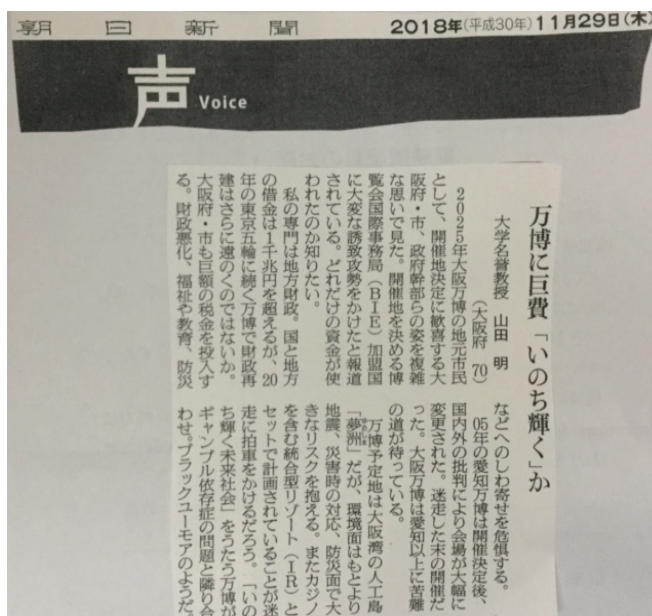 朝日新聞 2018年(平成30年)11月29日(木)
声 Voice
万博に巨費「いのち輝く」か
大学名誉教授 山田 明
(大阪府 70)
2025年大阪万博の地元市民
として、開催地決定に歓喜する大
阪府・市、政府幹部らの姿を複雑
な思いで見た。開催地を決める博
覧会国際事務局(BIE)加盟国
に大変な誘致攻勢をかけたと報道
されている。どれだけの資金が使
われたのか知りたい。
私の専門は地方財政。国と地方
の借金は1千兆円を超えるが、20
年の東京五輪に続く万博で財政再
建はさらに遠のくのではないか。
大阪府・市も巨額の税金を投入す
る。財政悪化、福祉や教育、防災
などへのしわ寄せを危惧する。
05年の愛知万博は開催決定後、
国内外の批判により会場が大幅に
変更された。迷走した末の開催だ
った。大阪万博は愛知以上に苦難
の道が待っている。
万博予定地は大阪湾の人工島
「夢洲」だが、環境面はもとより
地震、災害時の対応、防災面で大
きなリスクを抱える。またカジノ
を含む統合型リゾート(IR)と
セットで計画されていることが迷
走に拍車をかけるだろう。「いの
ち輝く未来社会」をうたう万博が
ギャンブル依存症の問題と隣り合
わせ。ブラックユーモアのようだ。